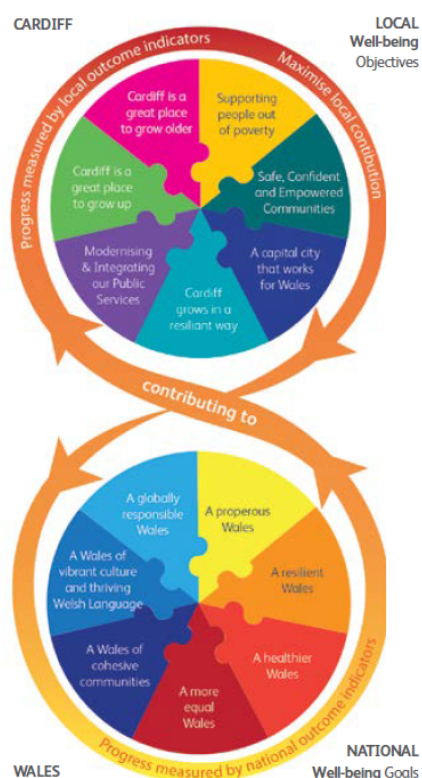 CARDIFF
LOCAL
Well-being
Objectives
Progress measured by local outcome indicators
Maximise local contibution
Cardiff is a
great place
to grow older
Supporting
people out
of poverty
Cardiff is a
great place
to grow up
Safe, Confident
and Empowered
Communities
Modernising
& Integrating
our Public
Services
Cardiff
grows in a
resiliant way
A capital city
that works
for Wales
contributing to
A globally
responsible
Wales
A properous
Wales
A Wales of
vibrant culture
and thriving
Welsh Language
A resilient
Wales
A Wales of
cohesive
communities
A more
equal
Wales
A healthier
Wales
Progress measured by national outcome indicators
WALES
NATIONAL
Well-being Goals